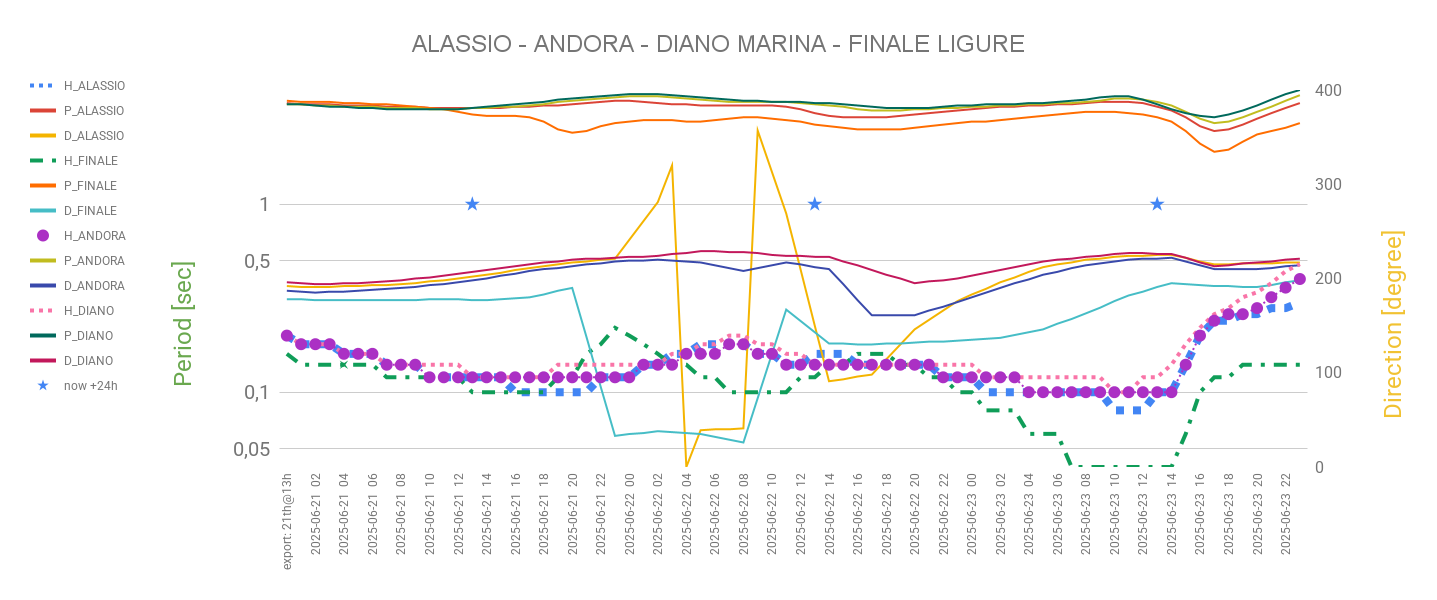 ALASSIO - ANDORA - DIANO MARINA - FINALE LIGURE
H_ALASSIO
P_ALASSIO
D_ALASSIO
H_FINALE
P_FINALE
D_FINALE
H_ANDORA
P_ANDORA
D_ANDORA
H_DIANO
P_DIANO
D_DIANO
now +24h
Period [sec]
1
0,5
0,1
0,05
400
300
200
100
0
Direction [degree]
export: 21th@13h
2025-06-21 02
2025-06-21 04
2025-06-21 06
2025-06-21 08
2025-06-21 10
2025-06-21 12
2025-06-21 14
2025-06-21 16
2025-06-21 18
2025-06-21 20
2025-06-21 22
2025-06-22 00
2025-06-22 02
2025-06-22 04
2025-06-22 06
2025-06-22 08
2025-06-22 10
2025-06-22 12
2025-06-22 14
2025-06-22 16
2025-06-22 18
2025-06-22 20
2025-06-22 22
2025-06-23 00
2025-06-23 02
2025-06-23 04
2025-06-23 06
2025-06-23 08
2025-06-23 10
2025-06-23 12
2025-06-23 14
2025-06-23 16
2025-06-23 18
2025-06-23 20
2025-06-23 22